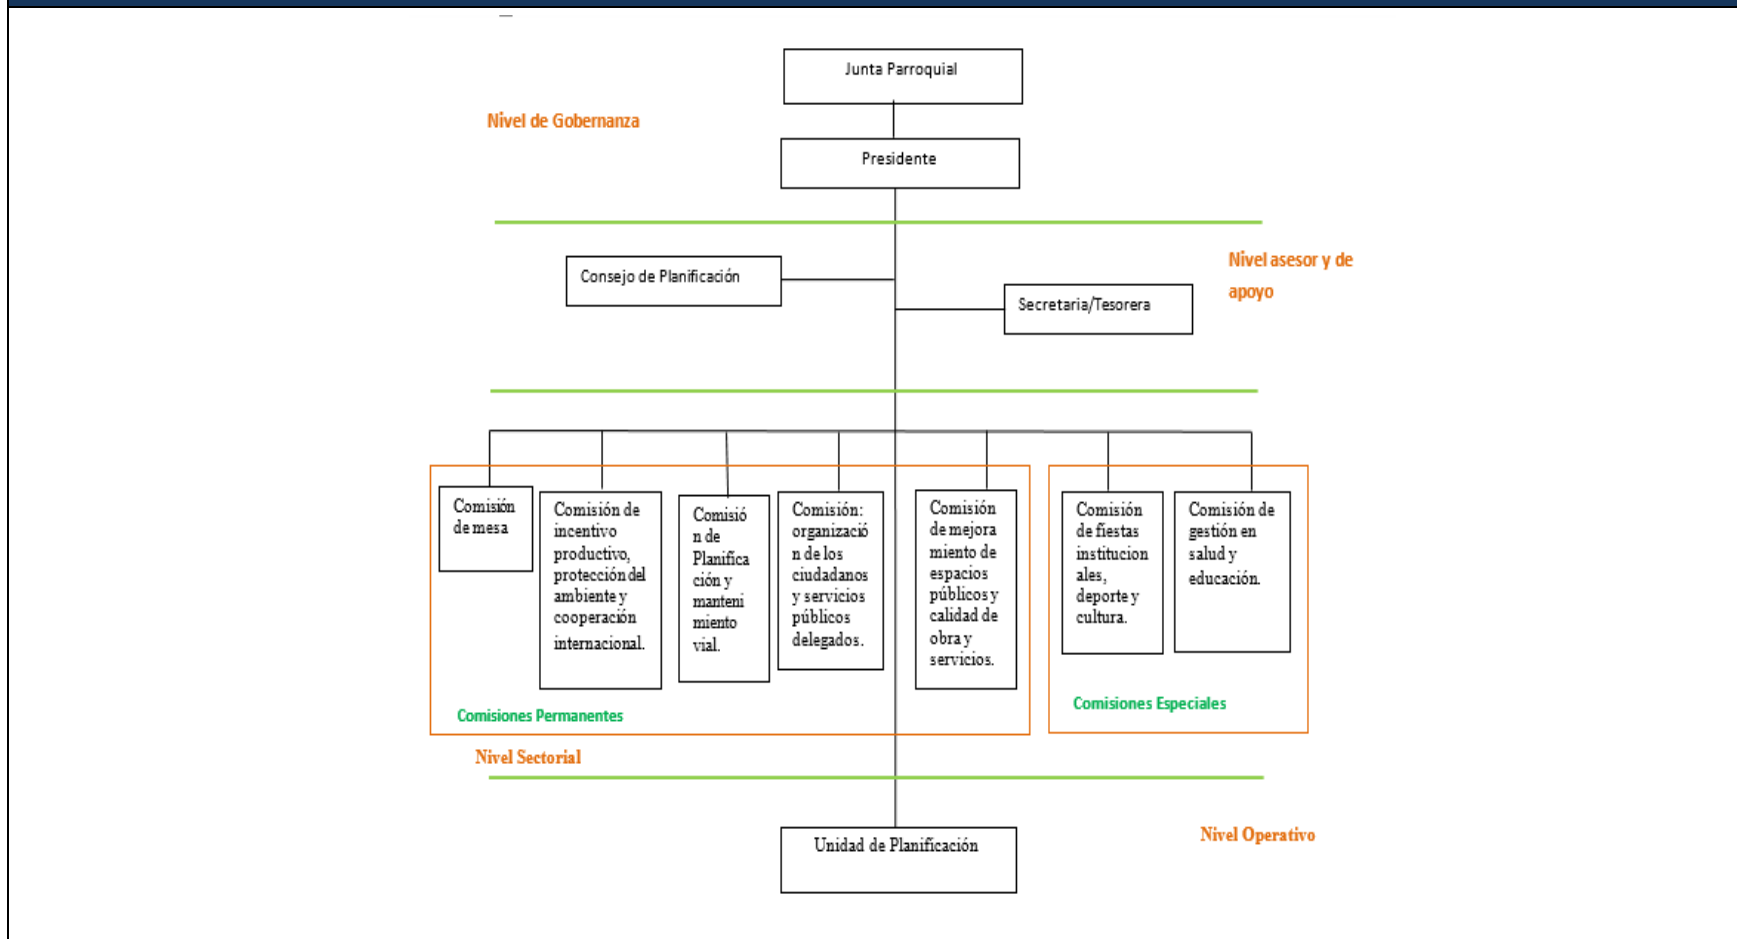 Junta Parroquial
Nivel de Gobernanza
Presidente
Nivel asesor y de
apoyo
Consejo de Planificación
Secretaria/Tesorera
Comisión
de mesa
Comisión de
incentivo
productivo,
protección del
ambiente y
cooperación
internacional.
Comisió
n de
Planifica
ción y
manteni
miento
vial.
Comisión:
organizació
n de los
ciudadanos
y servicios
públicos
delegados.
Comisión
de mejora
miento de
espacios
públicos y
calidad de
obra y
servicios.
Comisión
de fiestas
institucion
ales,
deporte y
cultura.
Comisión de
gestión en
salud y
educación.
Comisiones Permanentes
Comisiones Especiales
Nivel Sectorial
Nivel Operativo
Unidad de Planificación